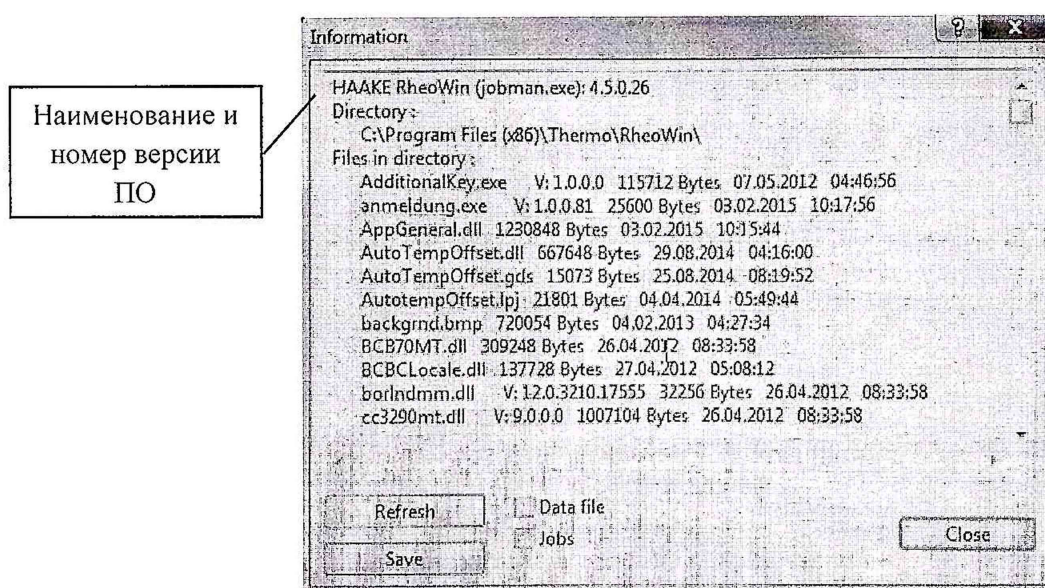 Наименование и
номер версии
ПО
Information
HAAKE RheoWin (jobman.exe): 4.5.0.26
Directory:
C:\Program Files (x86)\Thermo\RheoWin\
Files in directory:
AdditionalKey.exe V: 1.0.0.0 115712 Bytes 07.05.2012 04:46:56
anmeldung.exe V: 1.0.0.81 25600 Bytes 03.02.2015 10:17:56
AppGeneral.dll 1230848 Bytes 03.02.2015 10:15:44
AutoTempOffset.dll 667648 Bytes 29.08.2014 04:16:00
AutoTempOffset.gds 15073 Bytes 25.08.2014 08:19:52
AutotempOffset.lpj 21801 Bytes 04.04.2014 05:49:44
backgrnd.bmp 720054 Bytes 04.02.2013 04:27:34
BCB70MT.dll 309248 Bytes 26.04.2012 08:33:58
BCBCLocale.dll 137728 Bytes 27.04.2012 05:08:12
borlndmm.dll V: 12.0.3210.17555 32256 Bytes 26.04.2012 08:33:58
cc3290mt.dll V: 9.0.0.0 1007104 Bytes 26.04.2012 08:33:58
Refresh
Data file
Jobs
Save
Close